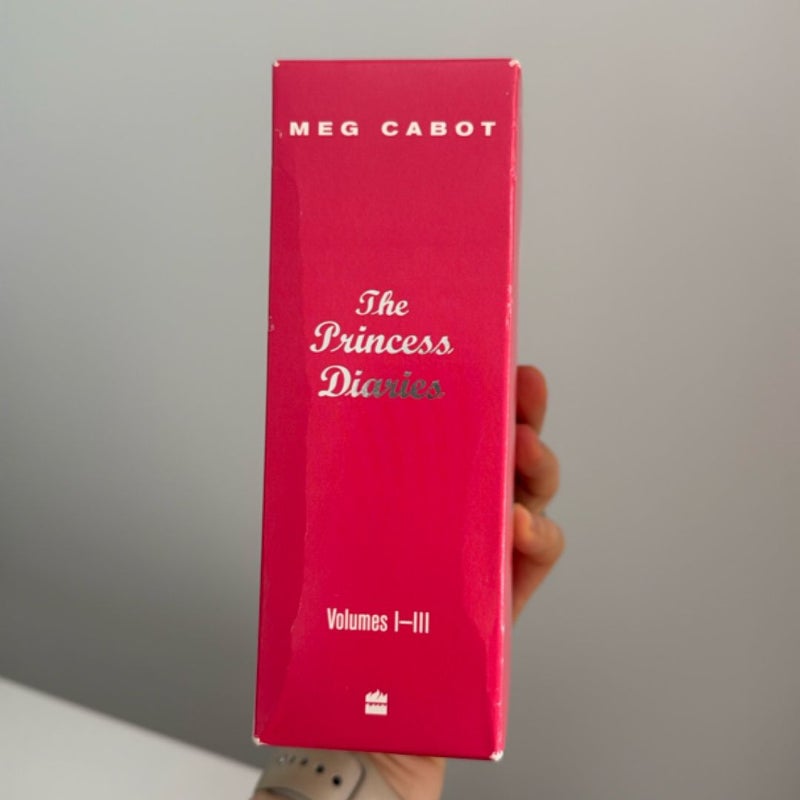 MEG CABOT
The
Princess
Diaries
Volumes I–III